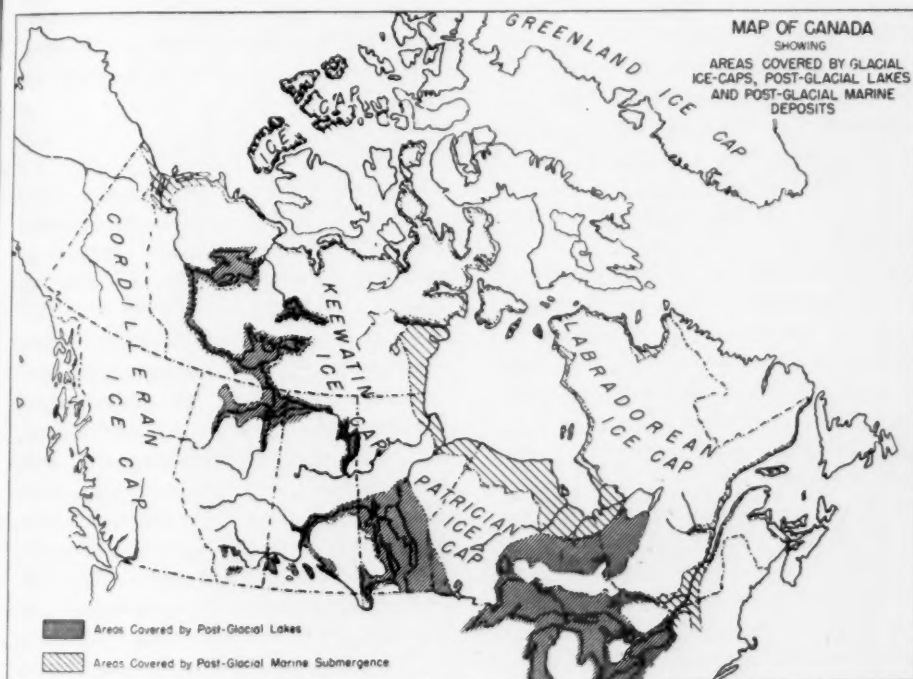 MAP OF CANADA
SHOWING
AREAS COVERED BY GLACIAL
ICE-CAPS, POST-GLACIAL LAKES
AND POST-GLACIAL MARINE
DEPOSITS
GREENLAND ICE CAP
ICE CAP
CORDILLERAN ICE CAP
KEEWATIN ICE CAP
LABRADOREAN
ICE CAP
PATRICIAN
ICE
CAP
Areas Covered by Post-Glacial Lakes
Areas Covered by Post-Glacial Marine Submergence